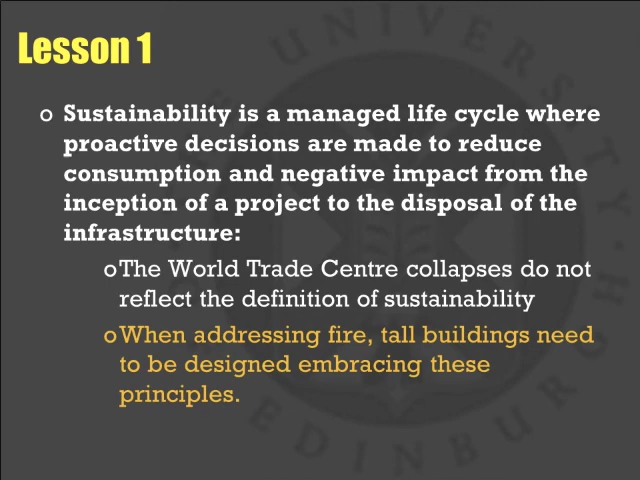 Lesson 1
o Sustainability is a managed life cycle where
proactive decisions are made to reduce
consumption and negative impact from the
inception of a project to the disposal of the
infrastructure:
oThe World Trade Centre collapses do not
reflect the definition of sustainability
oWhen addressing fire, tall buildings need
to be designed embracing these
principles.
UNIVERSITY
EDINBURGH